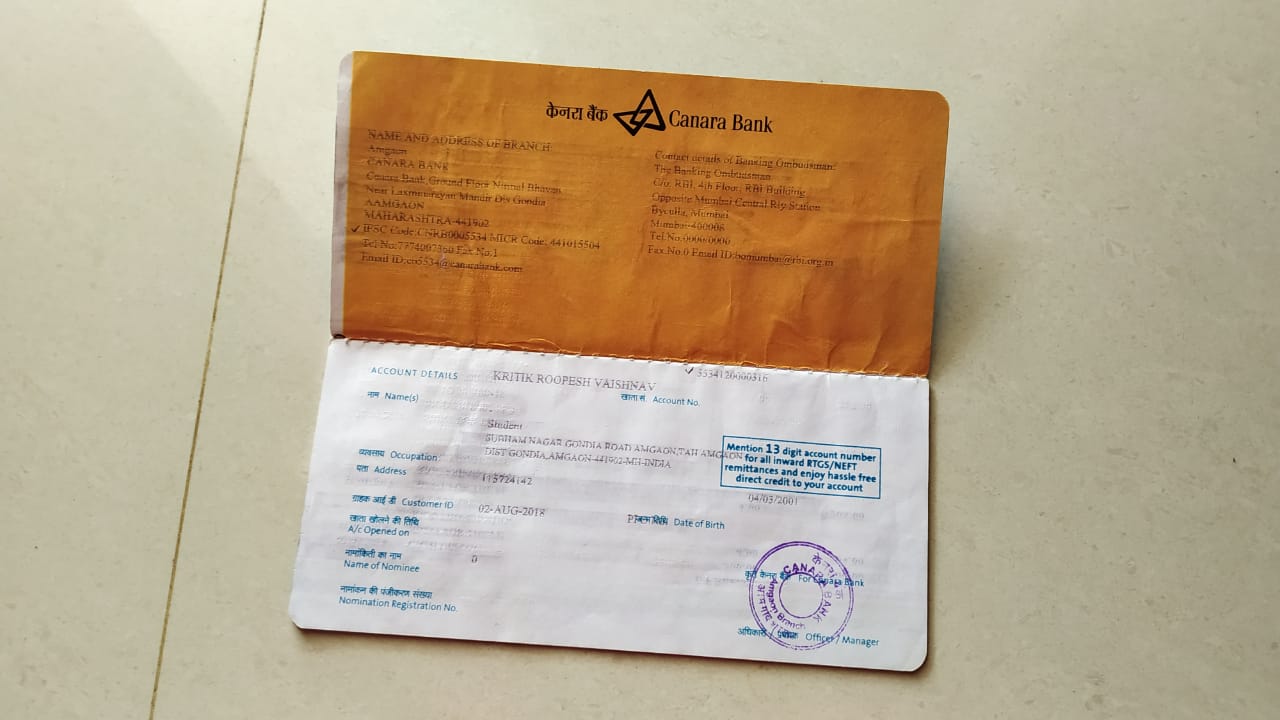 केनरा बैंक Canara Bank
NAME AND ADDRESS OF BRANCH:
Amgaon
CANARA BANK
Canara Bank,Ground Floor Nirmal Bhavan
Near Laxminarayan Mandir Dis Gondia
AAMGAON
MAHARASHTRA-441902
IFSC Code:CNRB0005534 MICR Code: 441015504
Tel No:7774007360 Fax No.1
Email ID:cb5534@canarabank.com
Contact details of Banking Ombudsman:
The Banking Ombudsman
C/o. RBI, 4th Floor, RBI Building,
Opposite Mumbai Central Rly Station
Byculla, Mumbai
Mumbai-400008
Tel.No.0000/0000
Fax.No.0 Email ID:bomumbai@rbi.org.in
ACCOUNT DETAILS
KRITIK ROOPESH VAISHNAV
5534120000316
नाम Name(s)
खाता सं. Account No.
Student
SUBHAM NAGAR GONDIA ROAD AMGAON,TAH AMGAON
DIST GONDIA,AMGAON-441902-MH-INDIA
Mention 13 digit account number
for all inward RTGS/NEFT
remittances and enjoy hassle free
direct credit to your account
व्यवसाय Occupation
पता Address
115724142
04/03/2001
ग्राहक आई डी Customer ID
02-AUG-2018
Date of Birth
खाता खोलने की तिथि
A/c Opened on
नामांकिती का नाम
Name of Nominee
0
कृते केनरा बैंक For Canara Bank
नामांकन की पंजीकरण संख्या
Nomination Registration No.
CANARA BANK
Amgaon Branch
अधिकारी / Officer / Manager